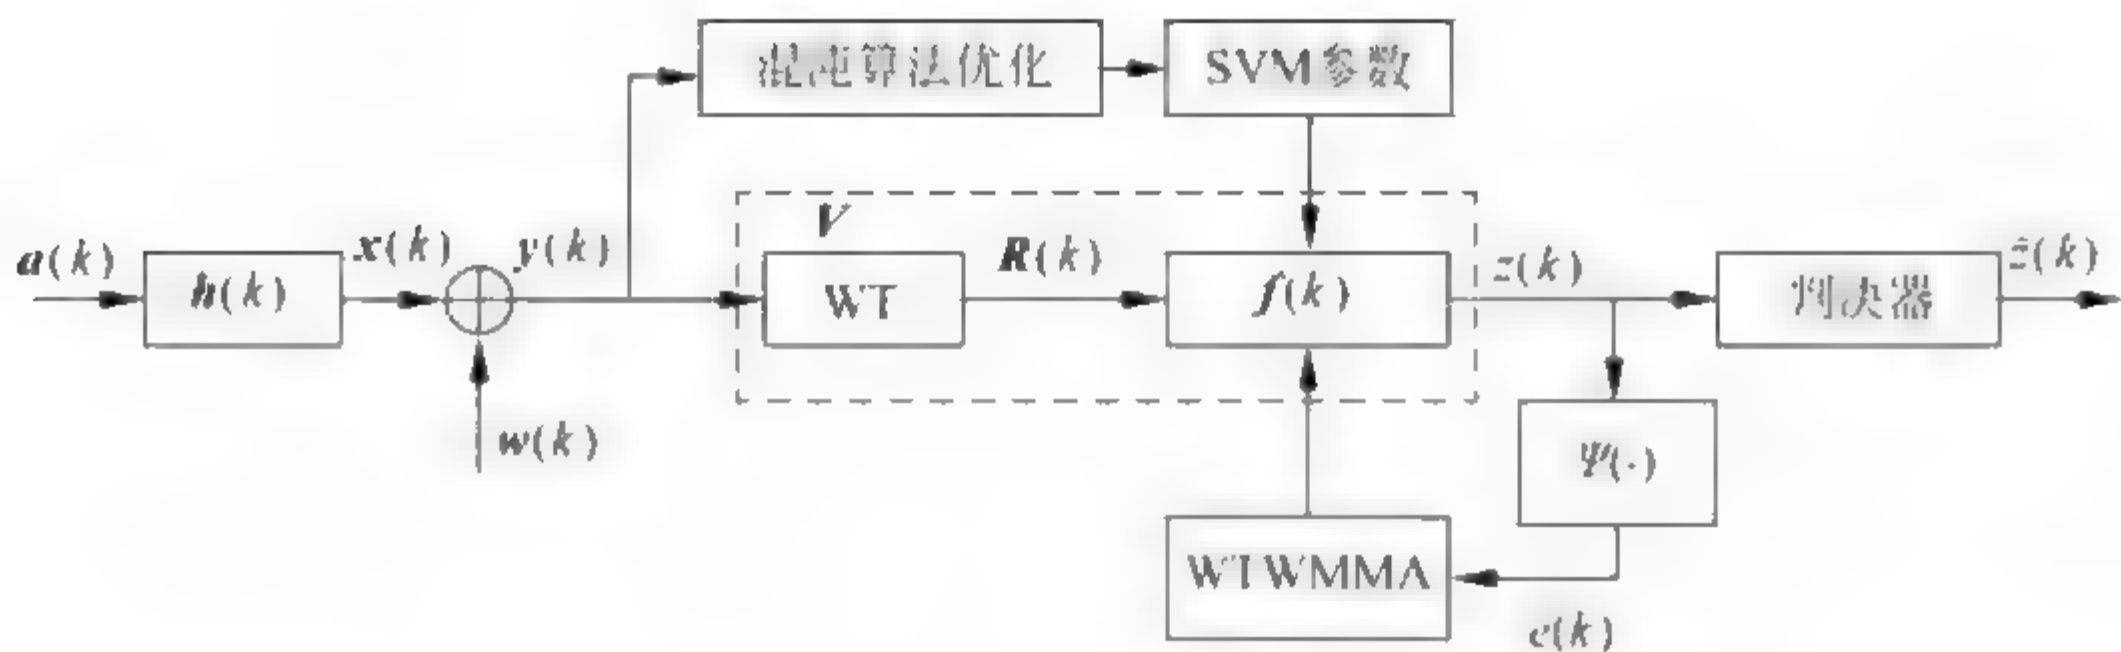 混沌算法优化
SVM参数
V
a(k)
h(k)
x(k)
y(k)
WT
R(k)
f(k)
z(k)
判决器
ẑ(k)
w(k)
Ψ(·)
WTWMMA
e(k)